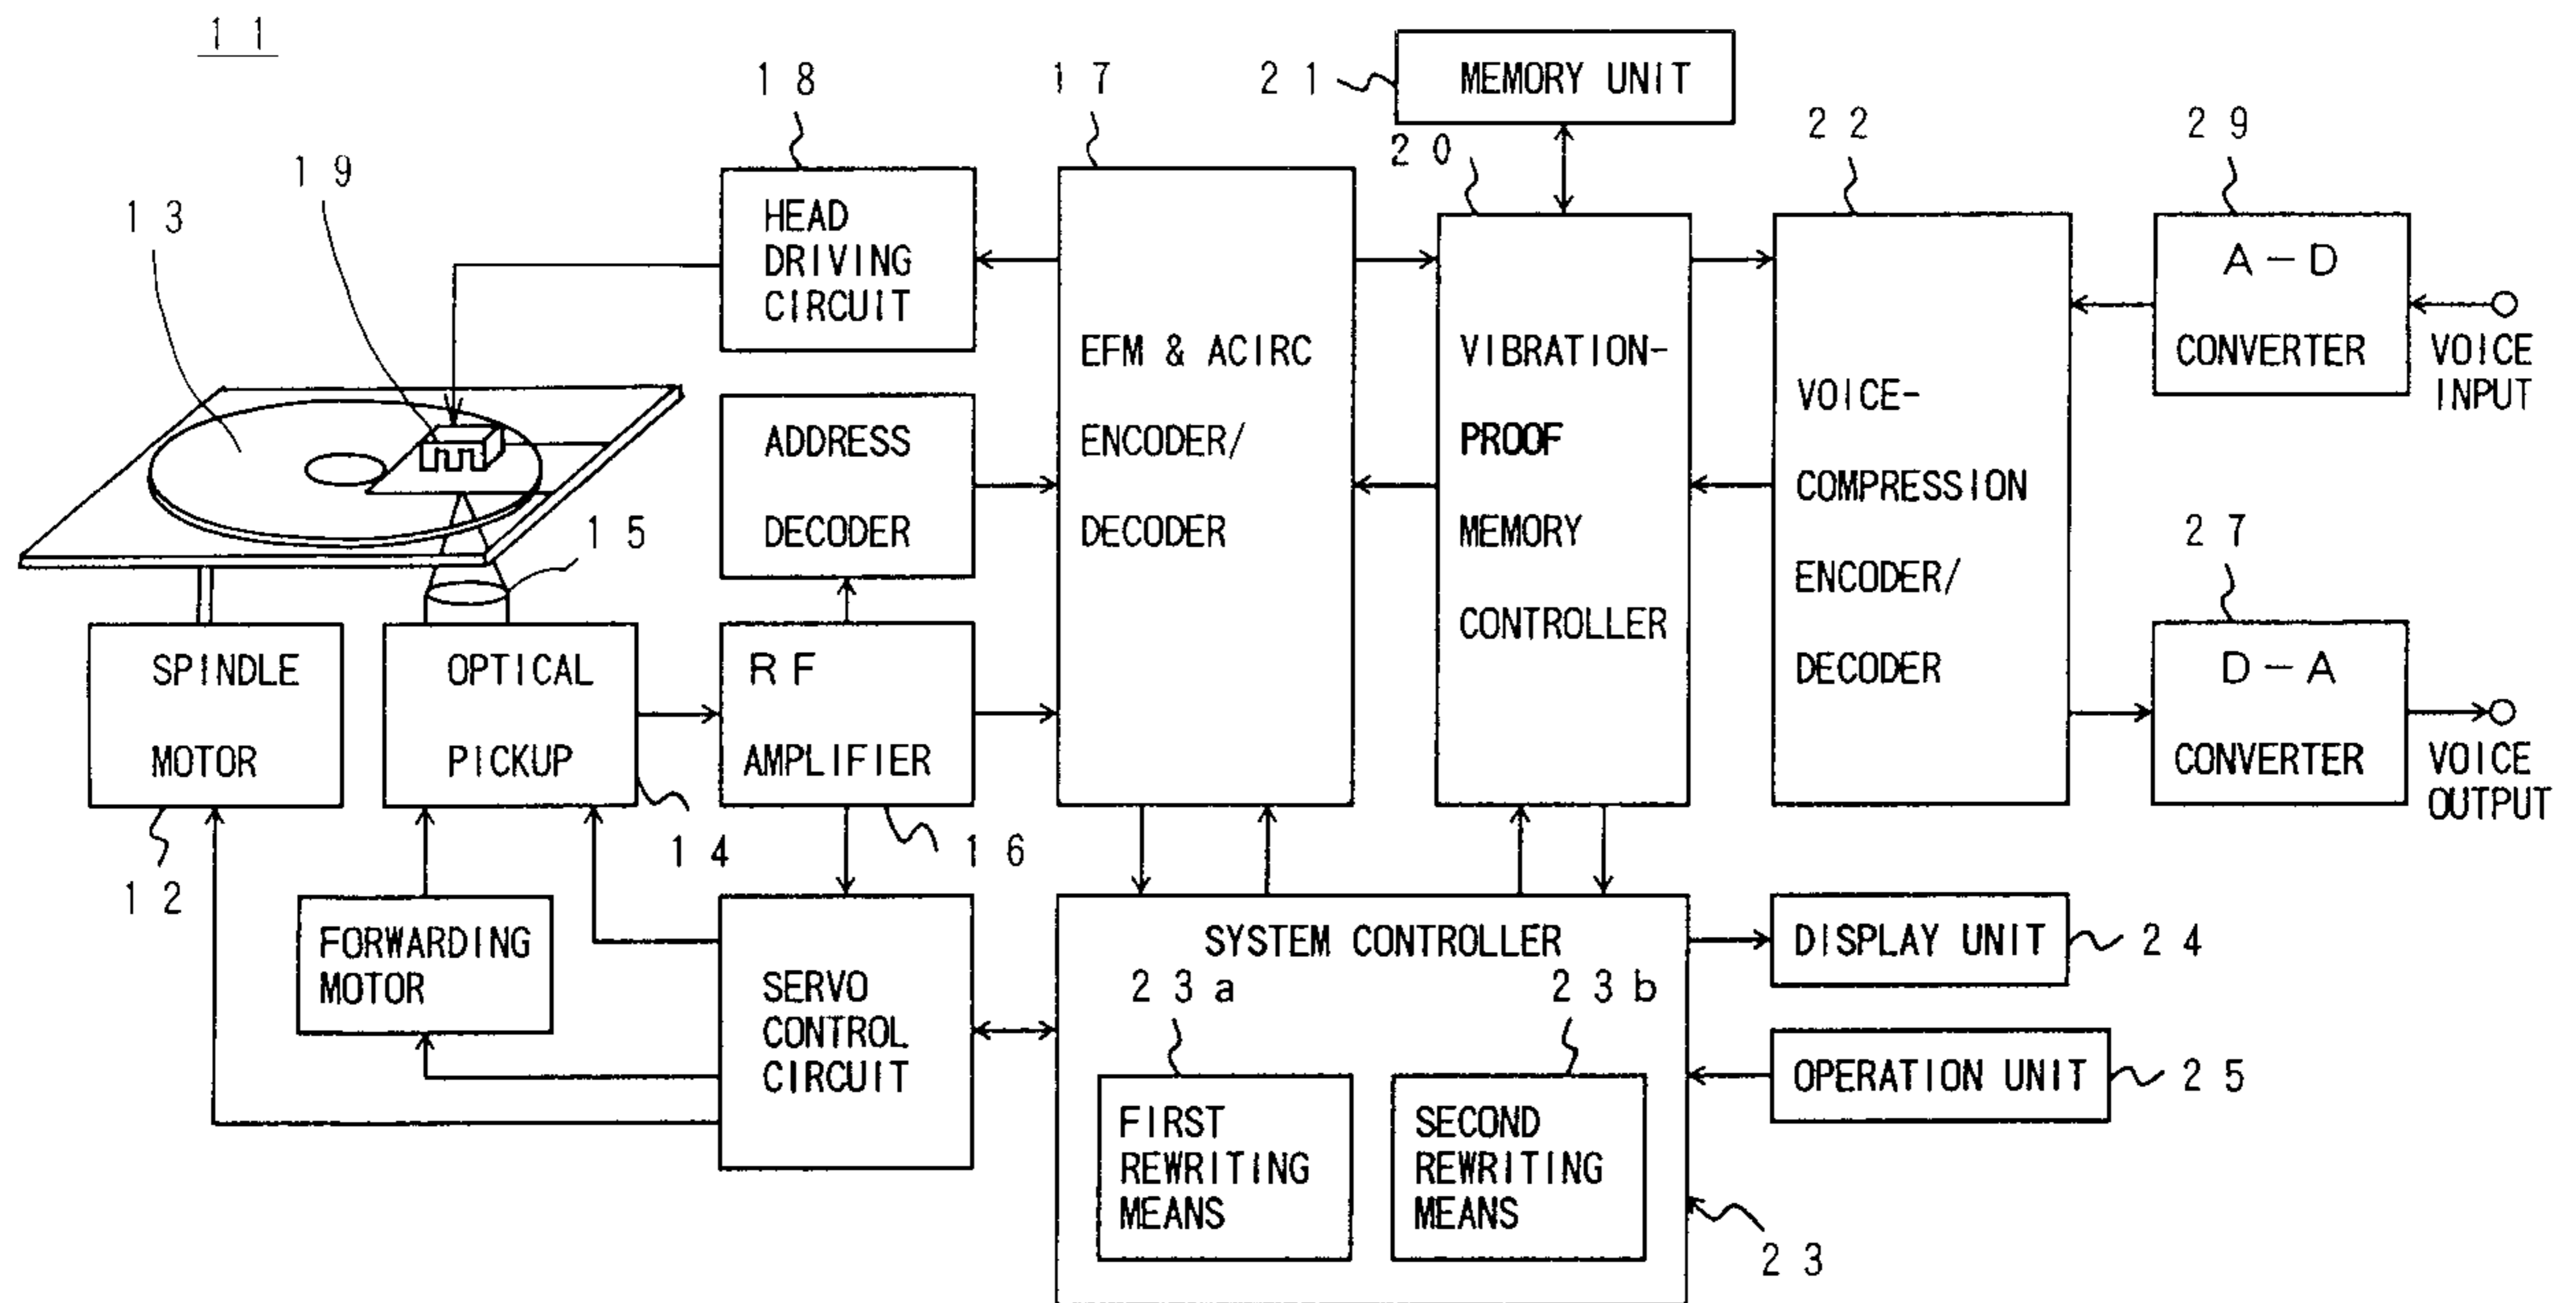 11
18
17
21
MEMORY UNIT
20
22
29
19
13
HEAD
DRIVING
CIRCUIT
A-D
CONVERTER
VOICE
INPUT
EFM & ACIRC
ENCODER/
DECODER
VIBRATION-
PROOF
MEMORY
CONTROLLER
VOICE-
COMPRESSION
ENCODER/
DECODER
ADDRESS
DECODER
15
27
SPINDLE
MOTOR
OPTICAL
PICKUP
RF
AMPLIFIER
D-A
CONVERTER
VOICE
OUTPUT
12
14
16
FORWARDING
MOTOR
SERVO
CONTROL
CIRCUIT
SYSTEM CONTROLLER
23a
23b
FIRST
REWRITING
MEANS
SECOND
REWRITING
MEANS
DISPLAY UNIT
24
OPERATION UNIT
25
23